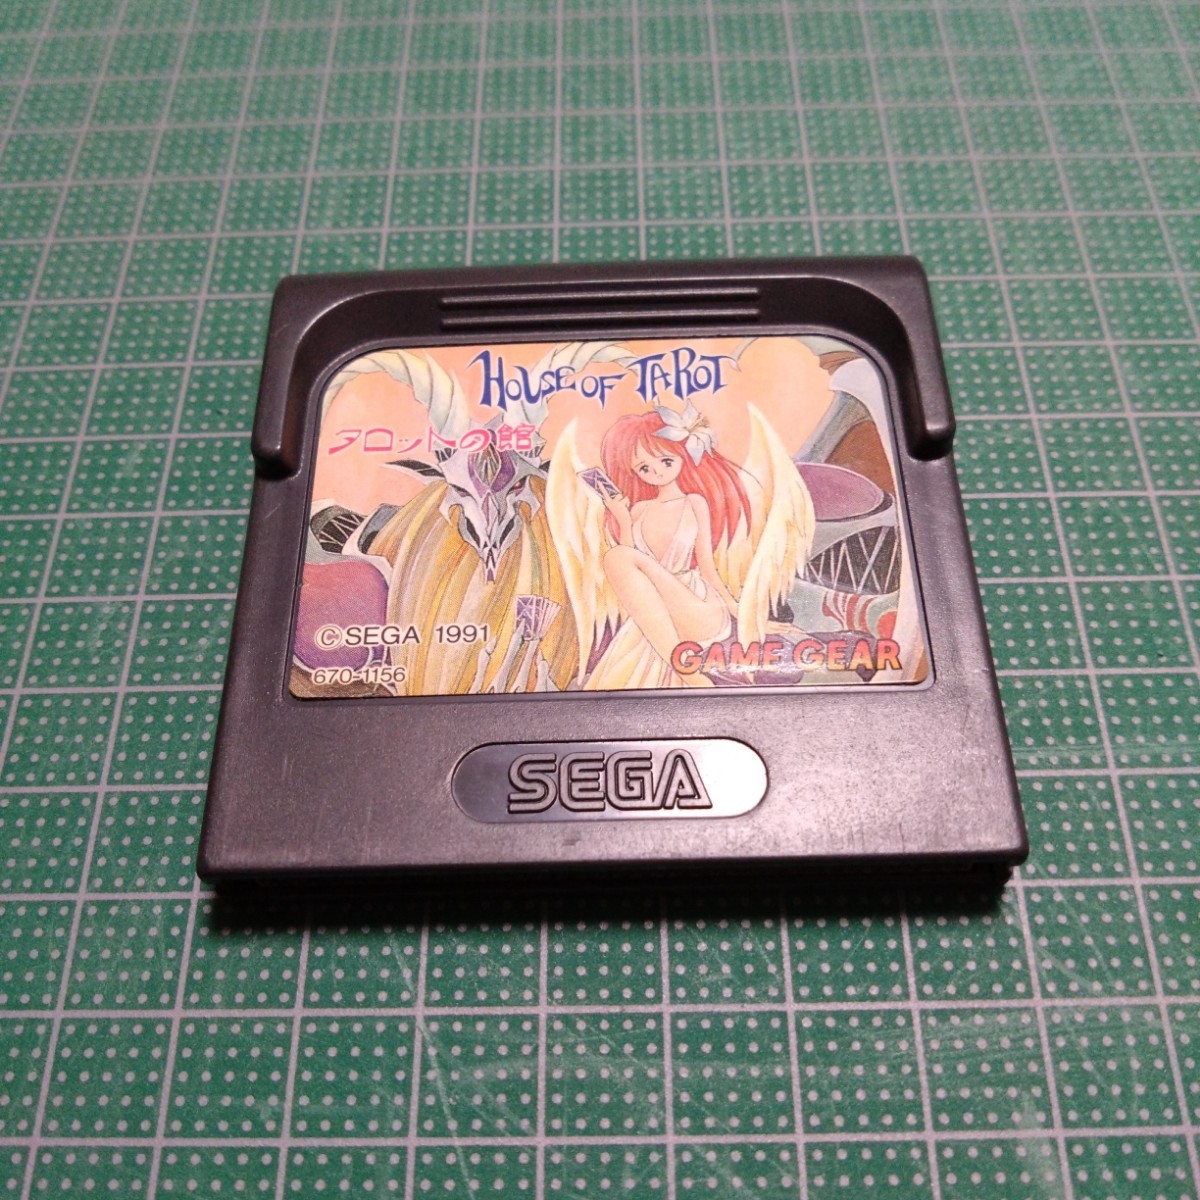 HOUSE OF TAROT
タロットの館
©SEGA 1991
GAME GEAR
670-1156
SEGA